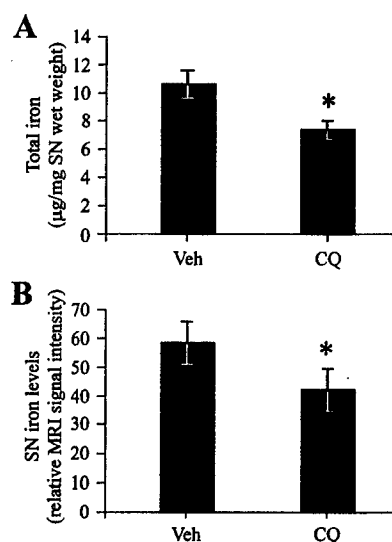 A
Total iron
(µg/mg SN wet weight)
14
12
10
8
6
4
2
0
*
Veh
CQ
B
SN iron levels
(relative MRI signal intensity)
70
60
50
40
30
20
10
0
*
Veh
CQ